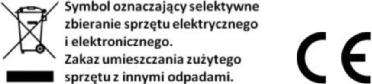 Symbol oznaczający selektywne
zbieranie sprzętu elektrycznego
i elektronicznego.
Zakaz umieszczania zużytego
sprzętu z innymi odpadami.
CE